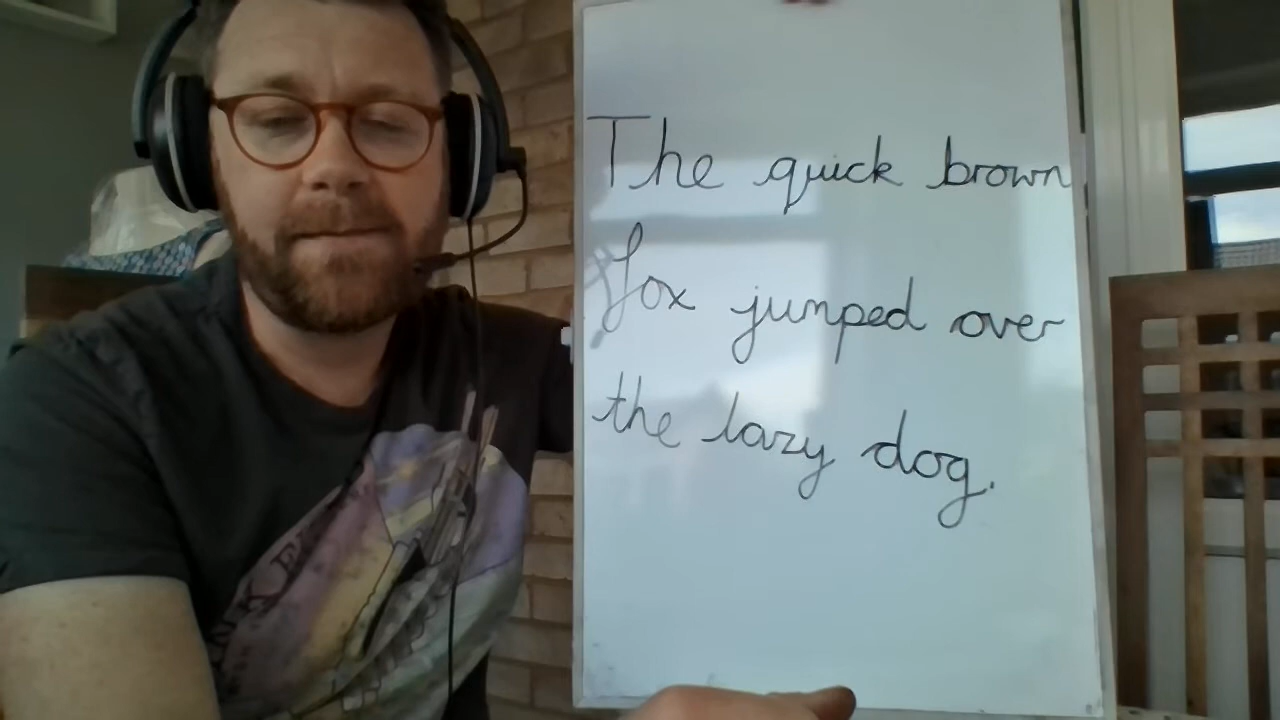 The quick brown
fox jumped over
the lazy dog.